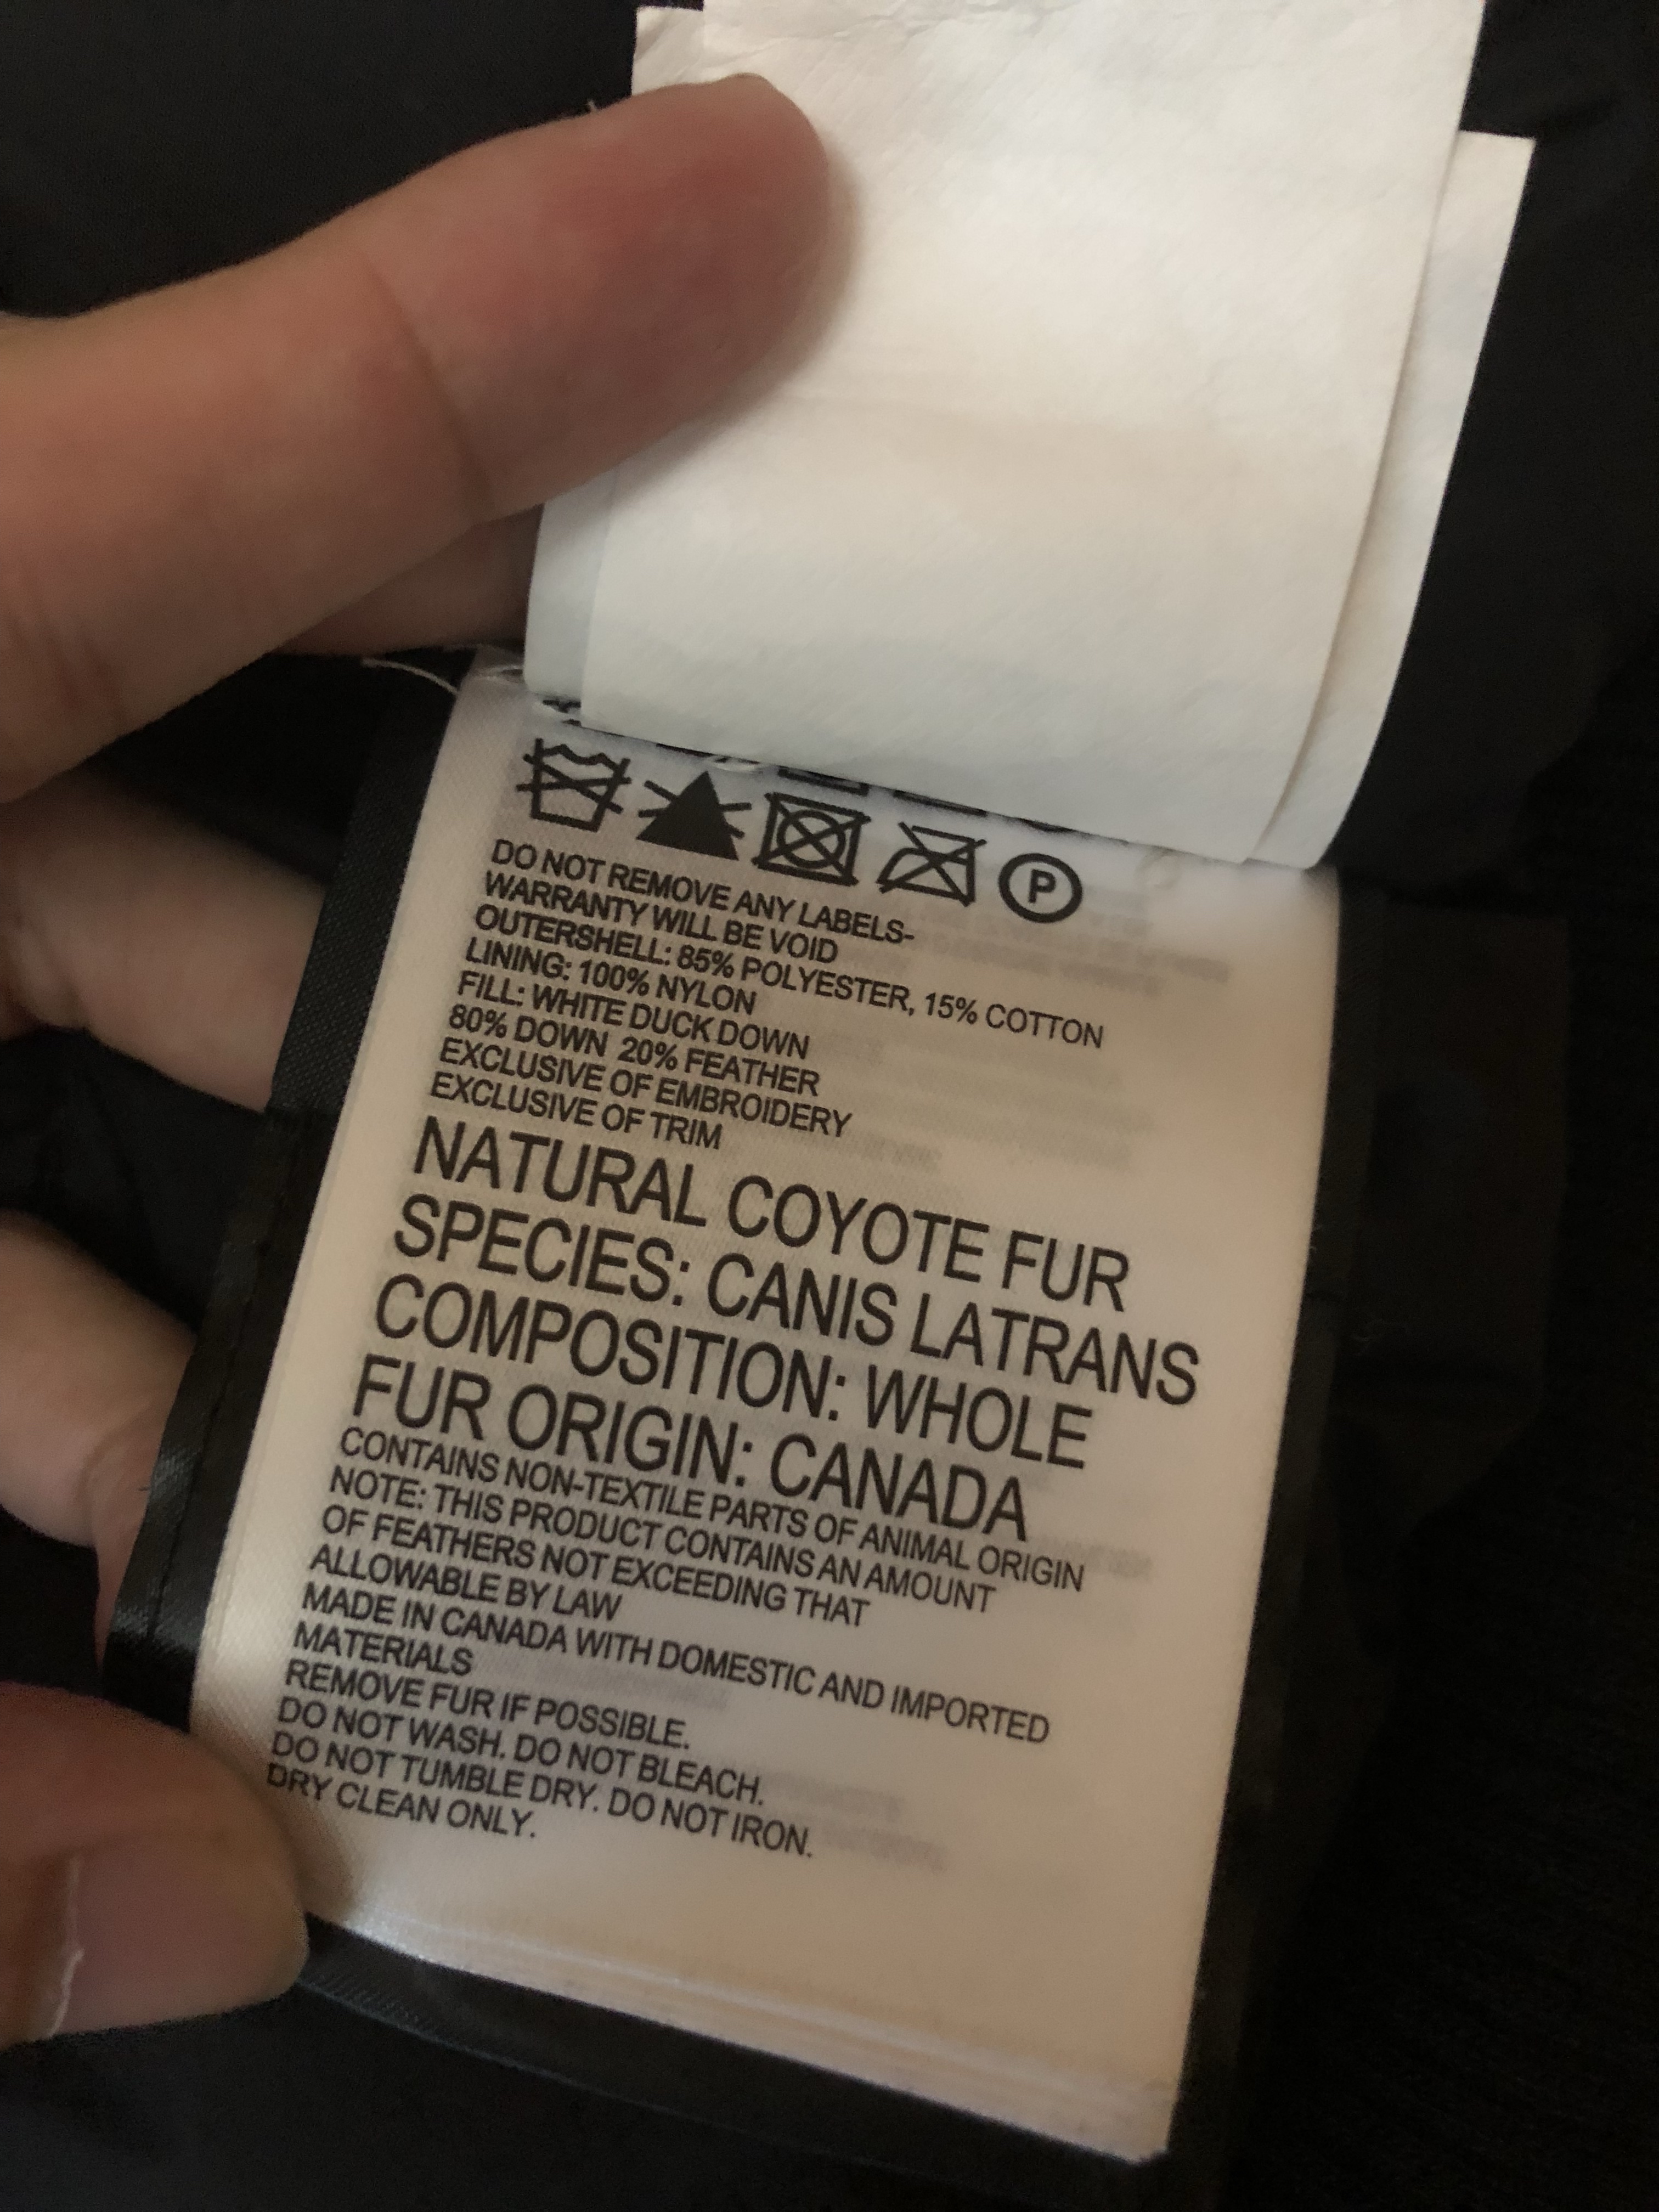 P
DO NOT REMOVE ANY LABELS-
WARRANTY WILL BE VOID
OUTERSHELL: 85% POLYESTER, 15% COTTON
LINING: 100% NYLON
FILL: WHITE DUCK DOWN
80% DOWN 20% FEATHER
EXCLUSIVE OF EMBROIDERY
EXCLUSIVE OF TRIM
NATURAL COYOTE FUR
SPECIES: CANIS LATRANS
COMPOSITION: WHOLE
FUR ORIGIN: CANADA
CONTAINS NON-TEXTILE PARTS OF ANIMAL ORIGIN
NOTE: THIS PRODUCT CONTAINS AN AMOUNT
OF FEATHERS NOT EXCEEDING THAT
ALLOWABLE BY LAW
MADE IN CANADA WITH DOMESTIC AND IMPORTED
MATERIALS
REMOVE FUR IF POSSIBLE.
DO NOT WASH. DO NOT BLEACH.
DO NOT TUMBLE DRY. DO NOT IRON.
DRY CLEAN ONLY.